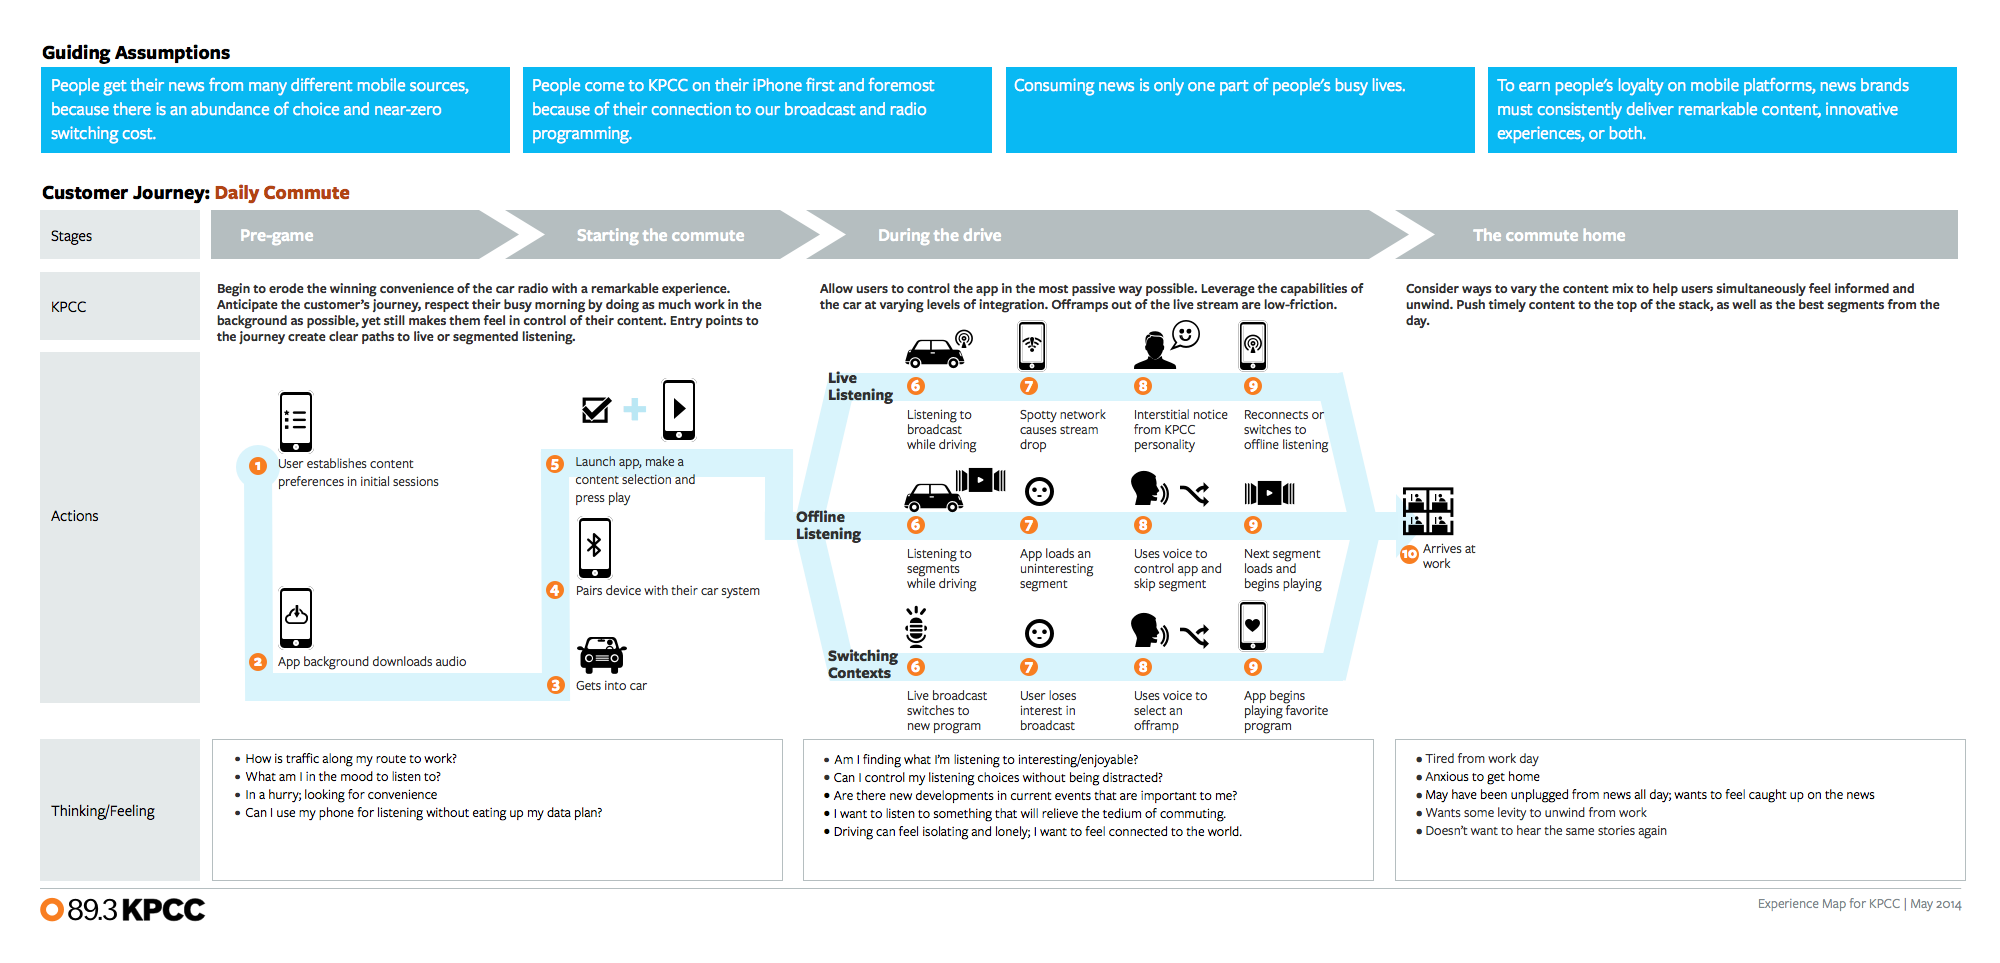 Guiding Assumptions
People get their news from many different mobile sources,
because there is an abundance of choice and near-zero
switching cost.
People come to KPCC on their iPhone first and foremost
because of their connection to our broadcast and radio
programming.
Consuming news is only one part of people's busy lives.
To earn people's loyalty on mobile platforms, news brands
must consistently deliver remarkable content, innovative
experiences, or both.
Customer Journey: Daily Commute
Stages
Pre-game
Starting the commute
During the drive
The commute home
KPCC
Begin to erode the winning convenience of the car radio with a remarkable experience.
Anticipate the customer's journey, respect their busy morning by doing as much work in the
background as possible, yet still makes them feel in control of their content. Entry points to
the journey create clear paths to live or segmented listening.
Allow users to control the app in the most passive way possible. Leverage the capabilities of
the car at varying levels of integration. Offramps out of the live stream are low-friction.
Consider ways to vary the content mix to help users simultaneously feel informed and
unwind. Push timely content to the top of the stack, as well as the best segments from the
day.
Actions
1 User establishes content
preferences in initial sessions
2 App background downloads audio
3 Gets into car
4 Pairs device with their car system
5 Launch app, make a
content selection and
press play
Live
Listening
6
Listening to
broadcast
while driving
7
Spotty network
causes stream
drop
8
Interstitial notice
from KPCC
personality
9
Reconnects or
switches to
offline listening
Offline
Listening
6
Listening to
segments
while driving
7
App loads an
uninteresting
segment
8
Uses voice to
control app and
skip segment
9
Next segment
loads and
begins playing
Switching
Contexts
6
Live broadcast
switches to
new program
7
User loses
interest in
broadcast
8
Uses voice to
select an
offramp
9
App begins
playing favorite
program
10 Arrives at
work
Thinking/Feeling
• How is traffic along my route to work?
• What am I in the mood to listen to?
• In a hurry; looking for convenience
• Can I use my phone for listening without eating up my data plan?
• Am I finding what I'm listening to interesting/enjoyable?
• Can I control my listening choices without being distracted?
• Are there new developments in current events that are important to me?
• I want to listen to something that will relieve the tedium of commuting.
• Driving can feel isolating and lonely; I want to feel connected to the world.
• Tired from work day
• Anxious to get home
• May have been unplugged from news all day; wants to feel caught up on the news
• Wants some levity to unwind from work
• Doesn't want to hear the same stories again
89.3 KPCC
Experience Map for KPCC | May 2014